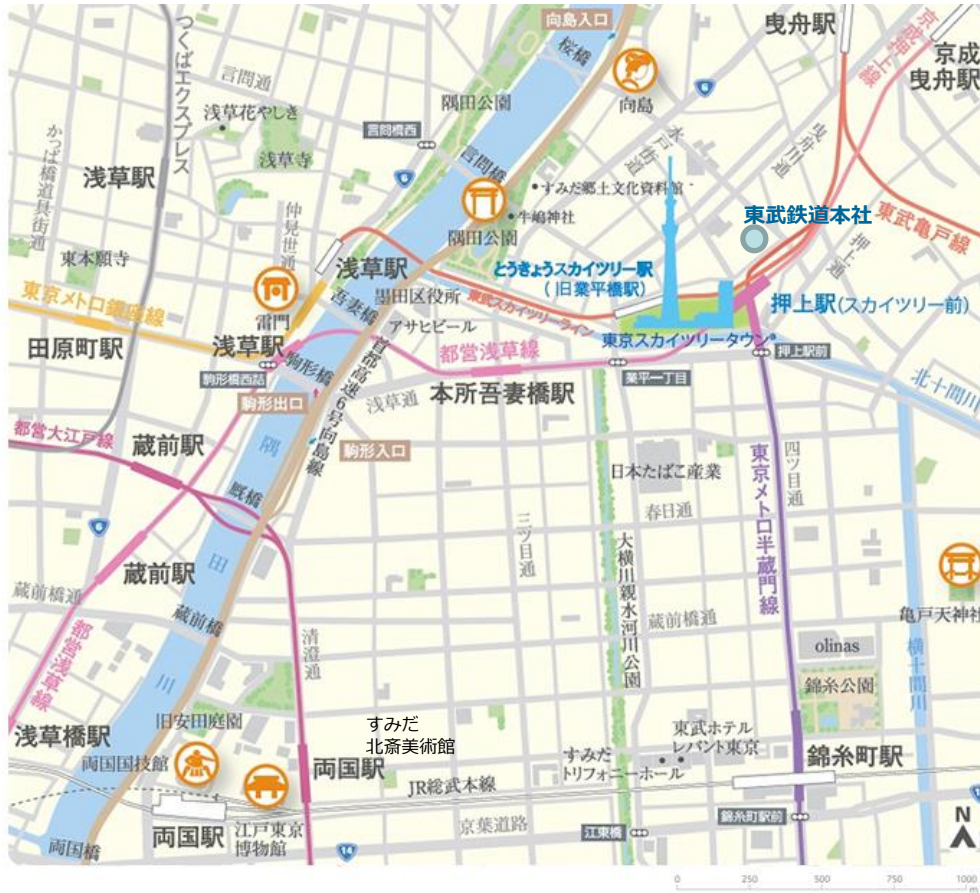 向島入口
曳舟駅
京成押上線
京成
曳舟駅
つくばエクスプレス
言問通
桜橋
向島
6
水戸街道
曳舟川通
浅草花やしき
隅田公園
かっぱ橋道具街通
浅草寺
言問橋西
言問橋
浅草駅
6
すみだ郷土文化資料館
仲見世通
牛嶋神社
東武鉄道本社
東武亀戸線
隅田公園
押上通
東本願寺
浅草駅
とうきょうスカイツリー駅
(旧業平橋駅)
東京メトロ銀座線
雷門
吾妻橋
墨田区役所
東武スカイツリーライン
押上駅(スカイツリー前)
アサヒビール
東京スカイツリータウン®
田原町駅
浅草駅
都営浅草線
押上駅前
駒形橋西詰
駒形橋
業平一丁目
北十間川
本所吾妻橋駅
浅草通
駒形出口
首都高速6号向島線
都営大江戸線
蔵前駅
隅
駒形入口
東京メトロ半蔵門線
四ツ目通
日本たばこ産業
厩橋
春日通
6
三ツ目通
大横川親水河川公園
田
蔵前駅
蔵前橋通
蔵前橋
蔵前橋通
亀戸天神社
都営浅草線
清澄通
olinas
横十間川
川
錦糸公園
旧安田庭園
すみだ
北斎美術館
浅草橋駅
東武ホテル
レバント東京
両国国技館
両国駅
すみだ
トリフォニーホール
錦糸町駅
JR総武本線
両国駅
江戸東京
博物館
京葉道路
江東橋
錦糸町駅前
両国橋
14
N
0
250
500
750
1000
m